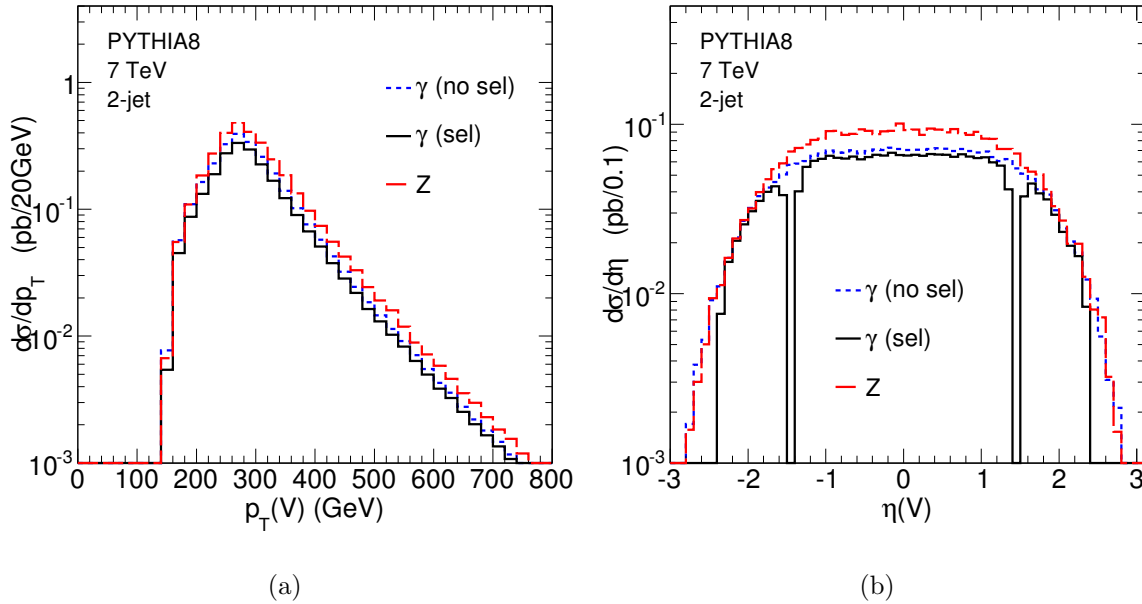 PYTHIA8
7 TeV
2-jet
γ (no sel)
γ (sel)
Z
dσ/dp_T (pb/20GeV)
1
10^-1
10^-2
10^-3
0 100 200 300 400 500 600 700 800
p_T(V) (GeV)
(a)
PYTHIA8
7 TeV
2-jet
γ (no sel)
γ (sel)
Z
dσ/dη (pb/0.1)
10^-1
10^-2
10^-3
-3 -2 -1 0 1 2 3
η(V)
(b)